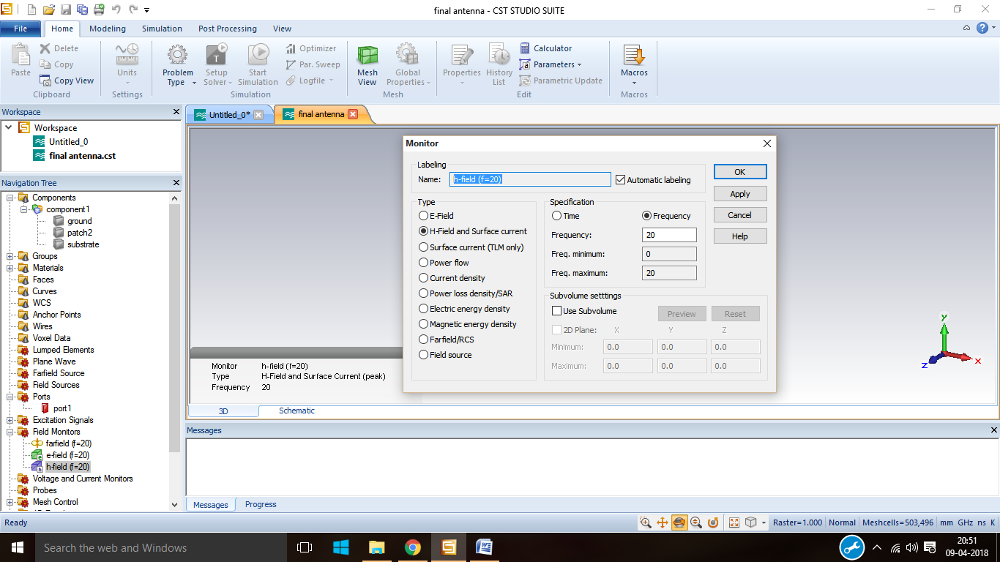 final antenna - CST STUDIO SUITE
File Home Modeling Simulation Post Processing View
Paste Delete Copy Copy View Clipboard
Units Settings
Problem Type Setup Solver Start Simulation Optimizer Par. Sweep Logfile Simulation
Mesh View Global Properties Mesh
Properties History List Calculator Parameters Parametric Update Edit
Macros Macros
Workspace
Workspace
Untitled_0
final antenna.cst
Navigation Tree
Components
component1
ground
patch2
substrate
Groups
Materials
Faces
Curves
WCS
Anchor Points
Wires
Voxel Data
Lumped Elements
Plane Wave
Farfield Source
Field Sources
Ports
port1
Excitation Signals
Field Monitors
farfield (f=20)
e-field (f=20)
h-field (f=20)
Voltage and Current Monitors
Probes
Mesh Control
Untitled_0* final antenna
Monitor
Labeling
Name: h-field (f=20) Automatic labeling
Type
E-Field
H-Field and Surface current
Surface current (TLM only)
Power flow
Current density
Power loss density/SAR
Electric energy density
Magnetic energy density
Farfield/RCS
Field source
Specification
Time Frequency
Frequency: 20
Freq. minimum: 0
Freq. maximum: 20
Subvolume setttings
Use Subvolume Preview Reset
2D Plane: X Y Z
Minimum: 0.0 0.0 0.0
Maximum: 0.0 0.0 0.0
OK
Apply
Cancel
Help
Monitor h-field (f=20)
Type H-Field and Surface Current (peak)
Frequency 20
y
x
z
3D Schematic
Messages
Messages Progress
Ready Raster=1.000 Normal Meshcells=503,496 mm GHz ns K
Search the web and Windows
20:51
09-04-2018